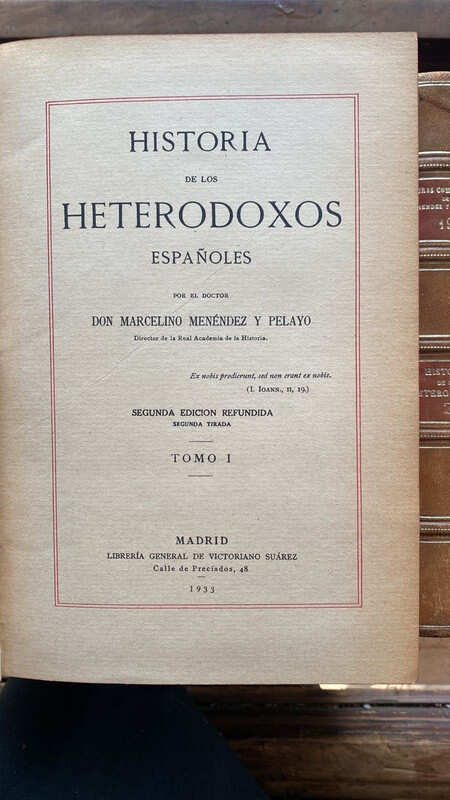 HISTORIA
DE LOS
HETERODOXOS
ESPAÑOLES
POR EL DOCTOR
DON MARCELINO MENÉNDEZ Y PELAYO
Director de la Real Academia de la Historia.
Ex nobis prodierunt, sed non erant ex nobis.
(I. IOANN., II, 19.)
SEGUNDA EDICION REFUNDIDA
SEGUNDA TIRADA
TOMO I
MADRID
LIBRERÍA GENERAL DE VICTORIANO SUÁREZ
Calle de Preciados, 48
1933